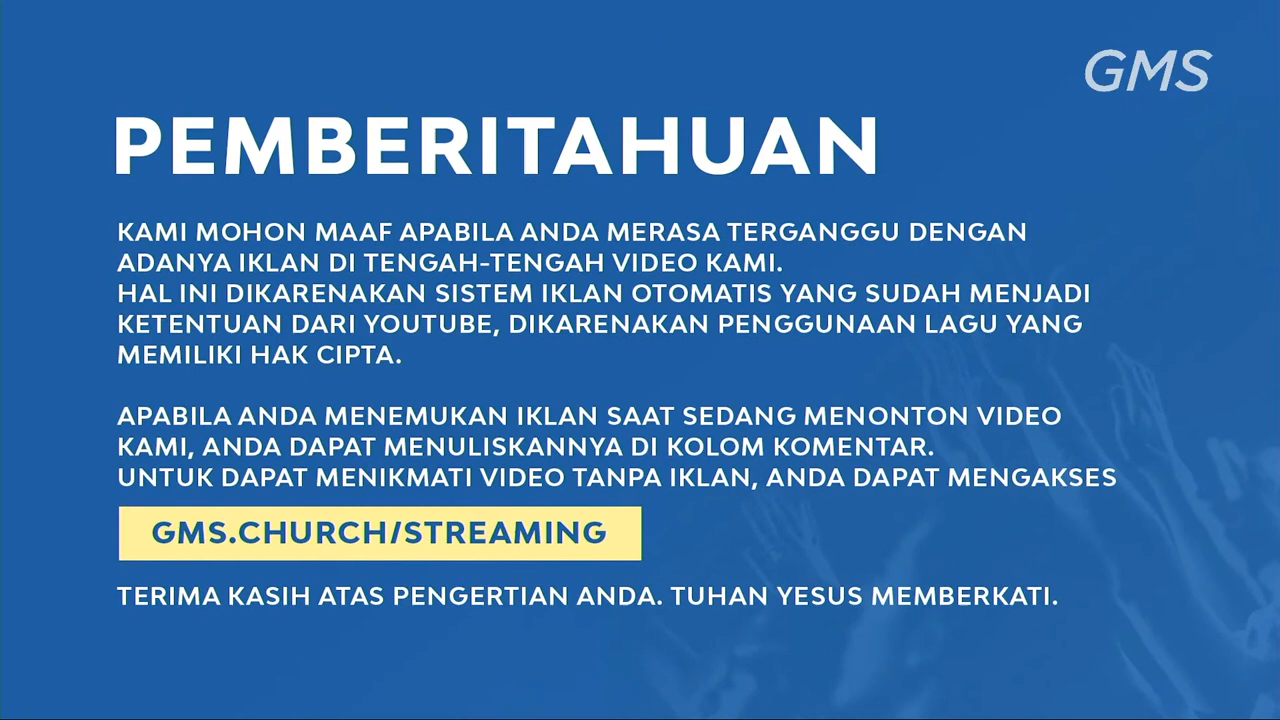 GMS
PEMBERITAHUAN
KAMI MOHON MAAF APABILA ANDA MERASA TERGANGGU DENGAN
ADANYA IKLAN DI TENGAH-TENGAH VIDEO KAMI.
HAL INI DIKARENAKAN SISTEM IKLAN OTOMATIS YANG SUDAH MENJADI
KETENTUAN DARI YOUTUBE, DIKARENAKAN PENGGUNAAN LAGU YANG
MEMILIKI HAK CIPTA.
APABILA ANDA MENEMUKAN IKLAN SAAT SEDANG MENONTON VIDEO
KAMI, ANDA DAPAT MENULISKANNYA DI KOLOM KOMENTAR.
UNTUK DAPAT MENIKMATI VIDEO TANPA IKLAN, ANDA DAPAT MENGAKSES
GMS.CHURCH/STREAMING
TERIMA KASIH ATAS PENGERTIAN ANDA. TUHAN YESUS MEMBERKATI.